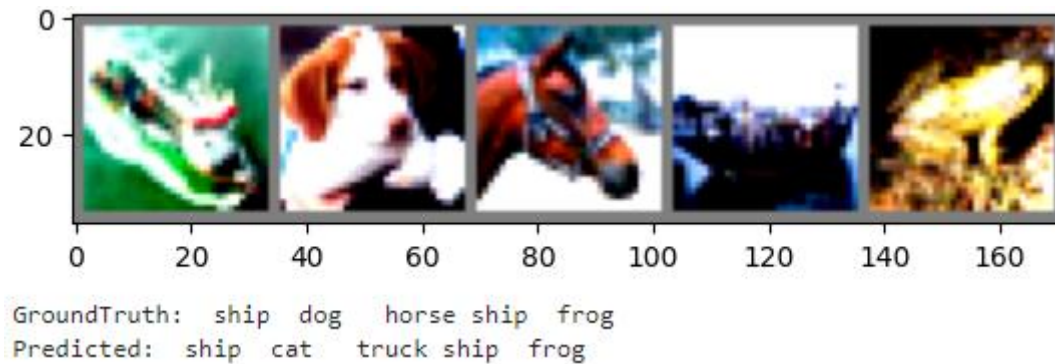 0
20
0 20 40 60 80 100 120 140 160
GroundTruth:  ship  dog   horse ship  frog
Predicted:  ship  cat   truck ship  frog